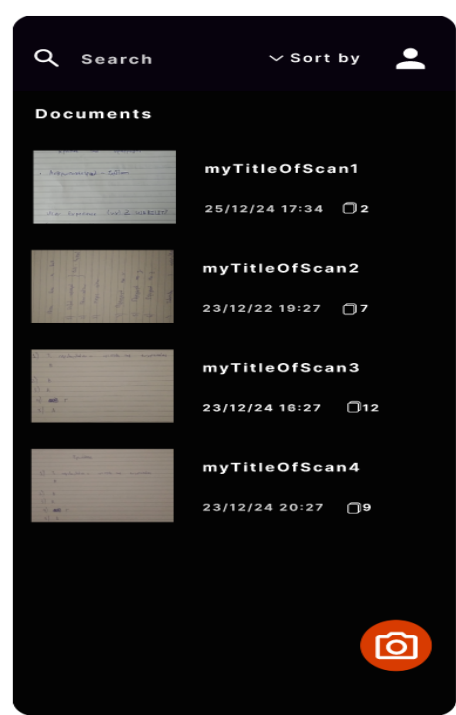 Search
Sort by
Documents
myTitleOfScan1
25/12/24 17:34 2
myTitleOfScan2
23/12/22 19:27 7
myTitleOfScan3
23/12/24 16:27 12
myTitleOfScan4
23/12/24 20:27 9